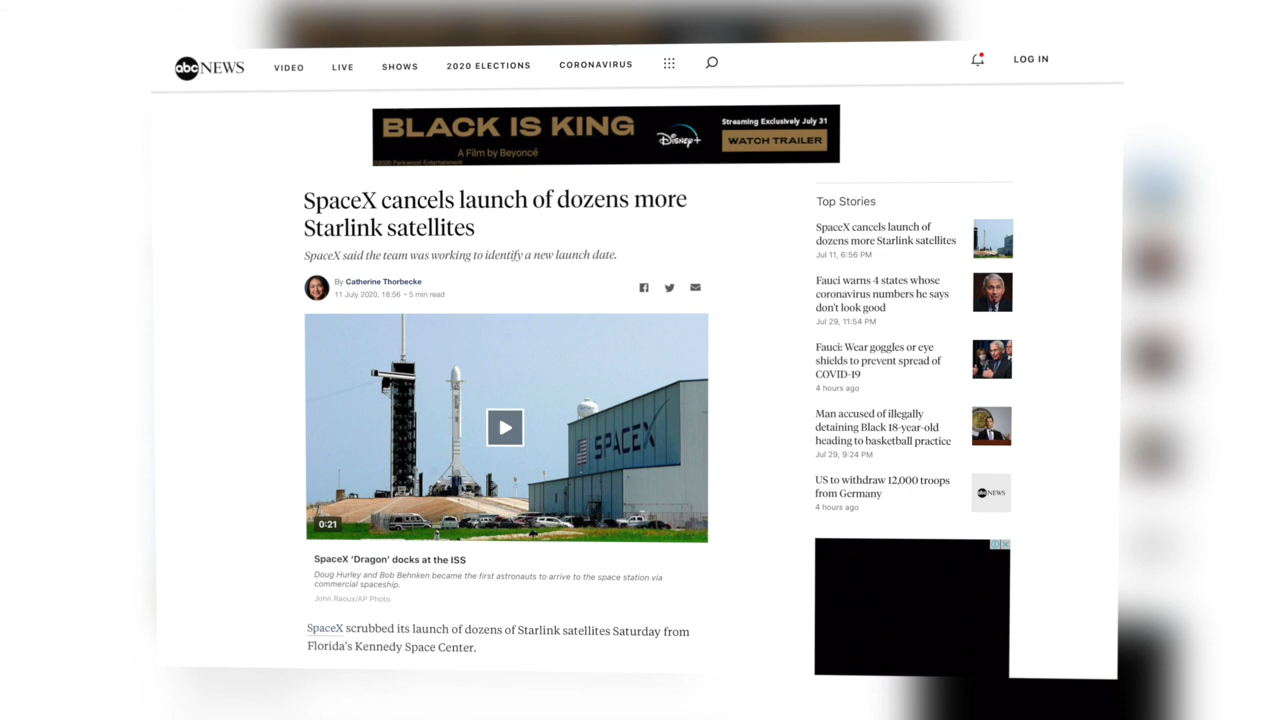 abc NEWS
VIDEO
LIVE
SHOWS
2020 ELECTIONS
CORONAVIRUS
LOG IN
BLACK IS KING
A Film by Beyoncé
©2020 Parkwood Entertainment
Disney+
Streaming Exclusively July 31
WATCH TRAILER
SpaceX cancels launch of dozens more
Starlink satellites
SpaceX said the team was working to identify a new launch date.
By Catherine Thorbecke
11 July 2020, 18:56 • 5 min read
SPACEX
0:21
SpaceX ‘Dragon’ docks at the ISS
Doug Hurley and Bob Behnken became the first astronauts to arrive to the space station via
commercial spaceship.
John Raoux/AP Photo
SpaceX scrubbed its launch of dozens of Starlink satellites Saturday from
Florida’s Kennedy Space Center.
Top Stories
SpaceX cancels launch of
dozens more Starlink satellites
Jul 11, 6:56 PM
Fauci warns 4 states whose
coronavirus numbers he says
don’t look good
Jul 29, 11:54 PM
Fauci: Wear goggles or eye
shields to prevent spread of
COVID-19
4 hours ago
Man accused of illegally
detaining Black 18-year-old
heading to basketball practice
Jul 29, 9:24 PM
US to withdraw 12,000 troops
from Germany
4 hours ago
abc NEWS